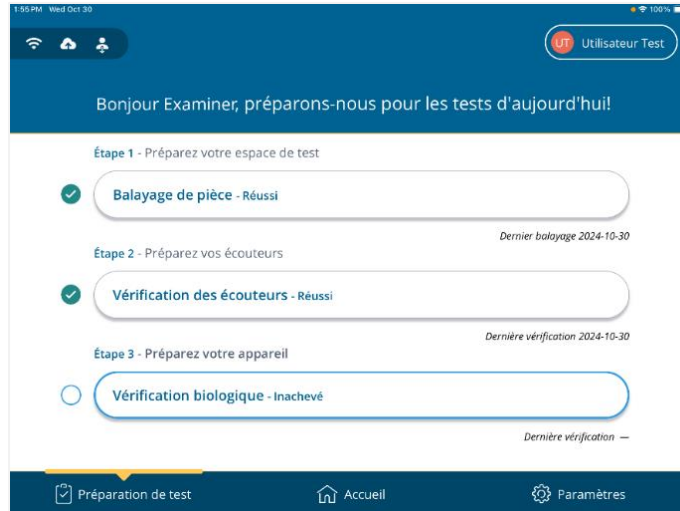 1:55 PM Wed Oct 30 100%
UT Utilisateur Test
Bonjour Examiner, préparons-nous pour les tests d'aujourd'hui!
Étape 1 - Préparez votre espace de test
Balayage de pièce - Réussi
Dernier balayage 2024-10-30
Étape 2 - Préparez vos écouteurs
Vérification des écouteurs - Réussi
Dernière vérification 2024-10-30
Étape 3 - Préparez votre appareil
Vérification biologique - Inachevé
Dernière vérification —
Préparation de test Accueil Paramètres